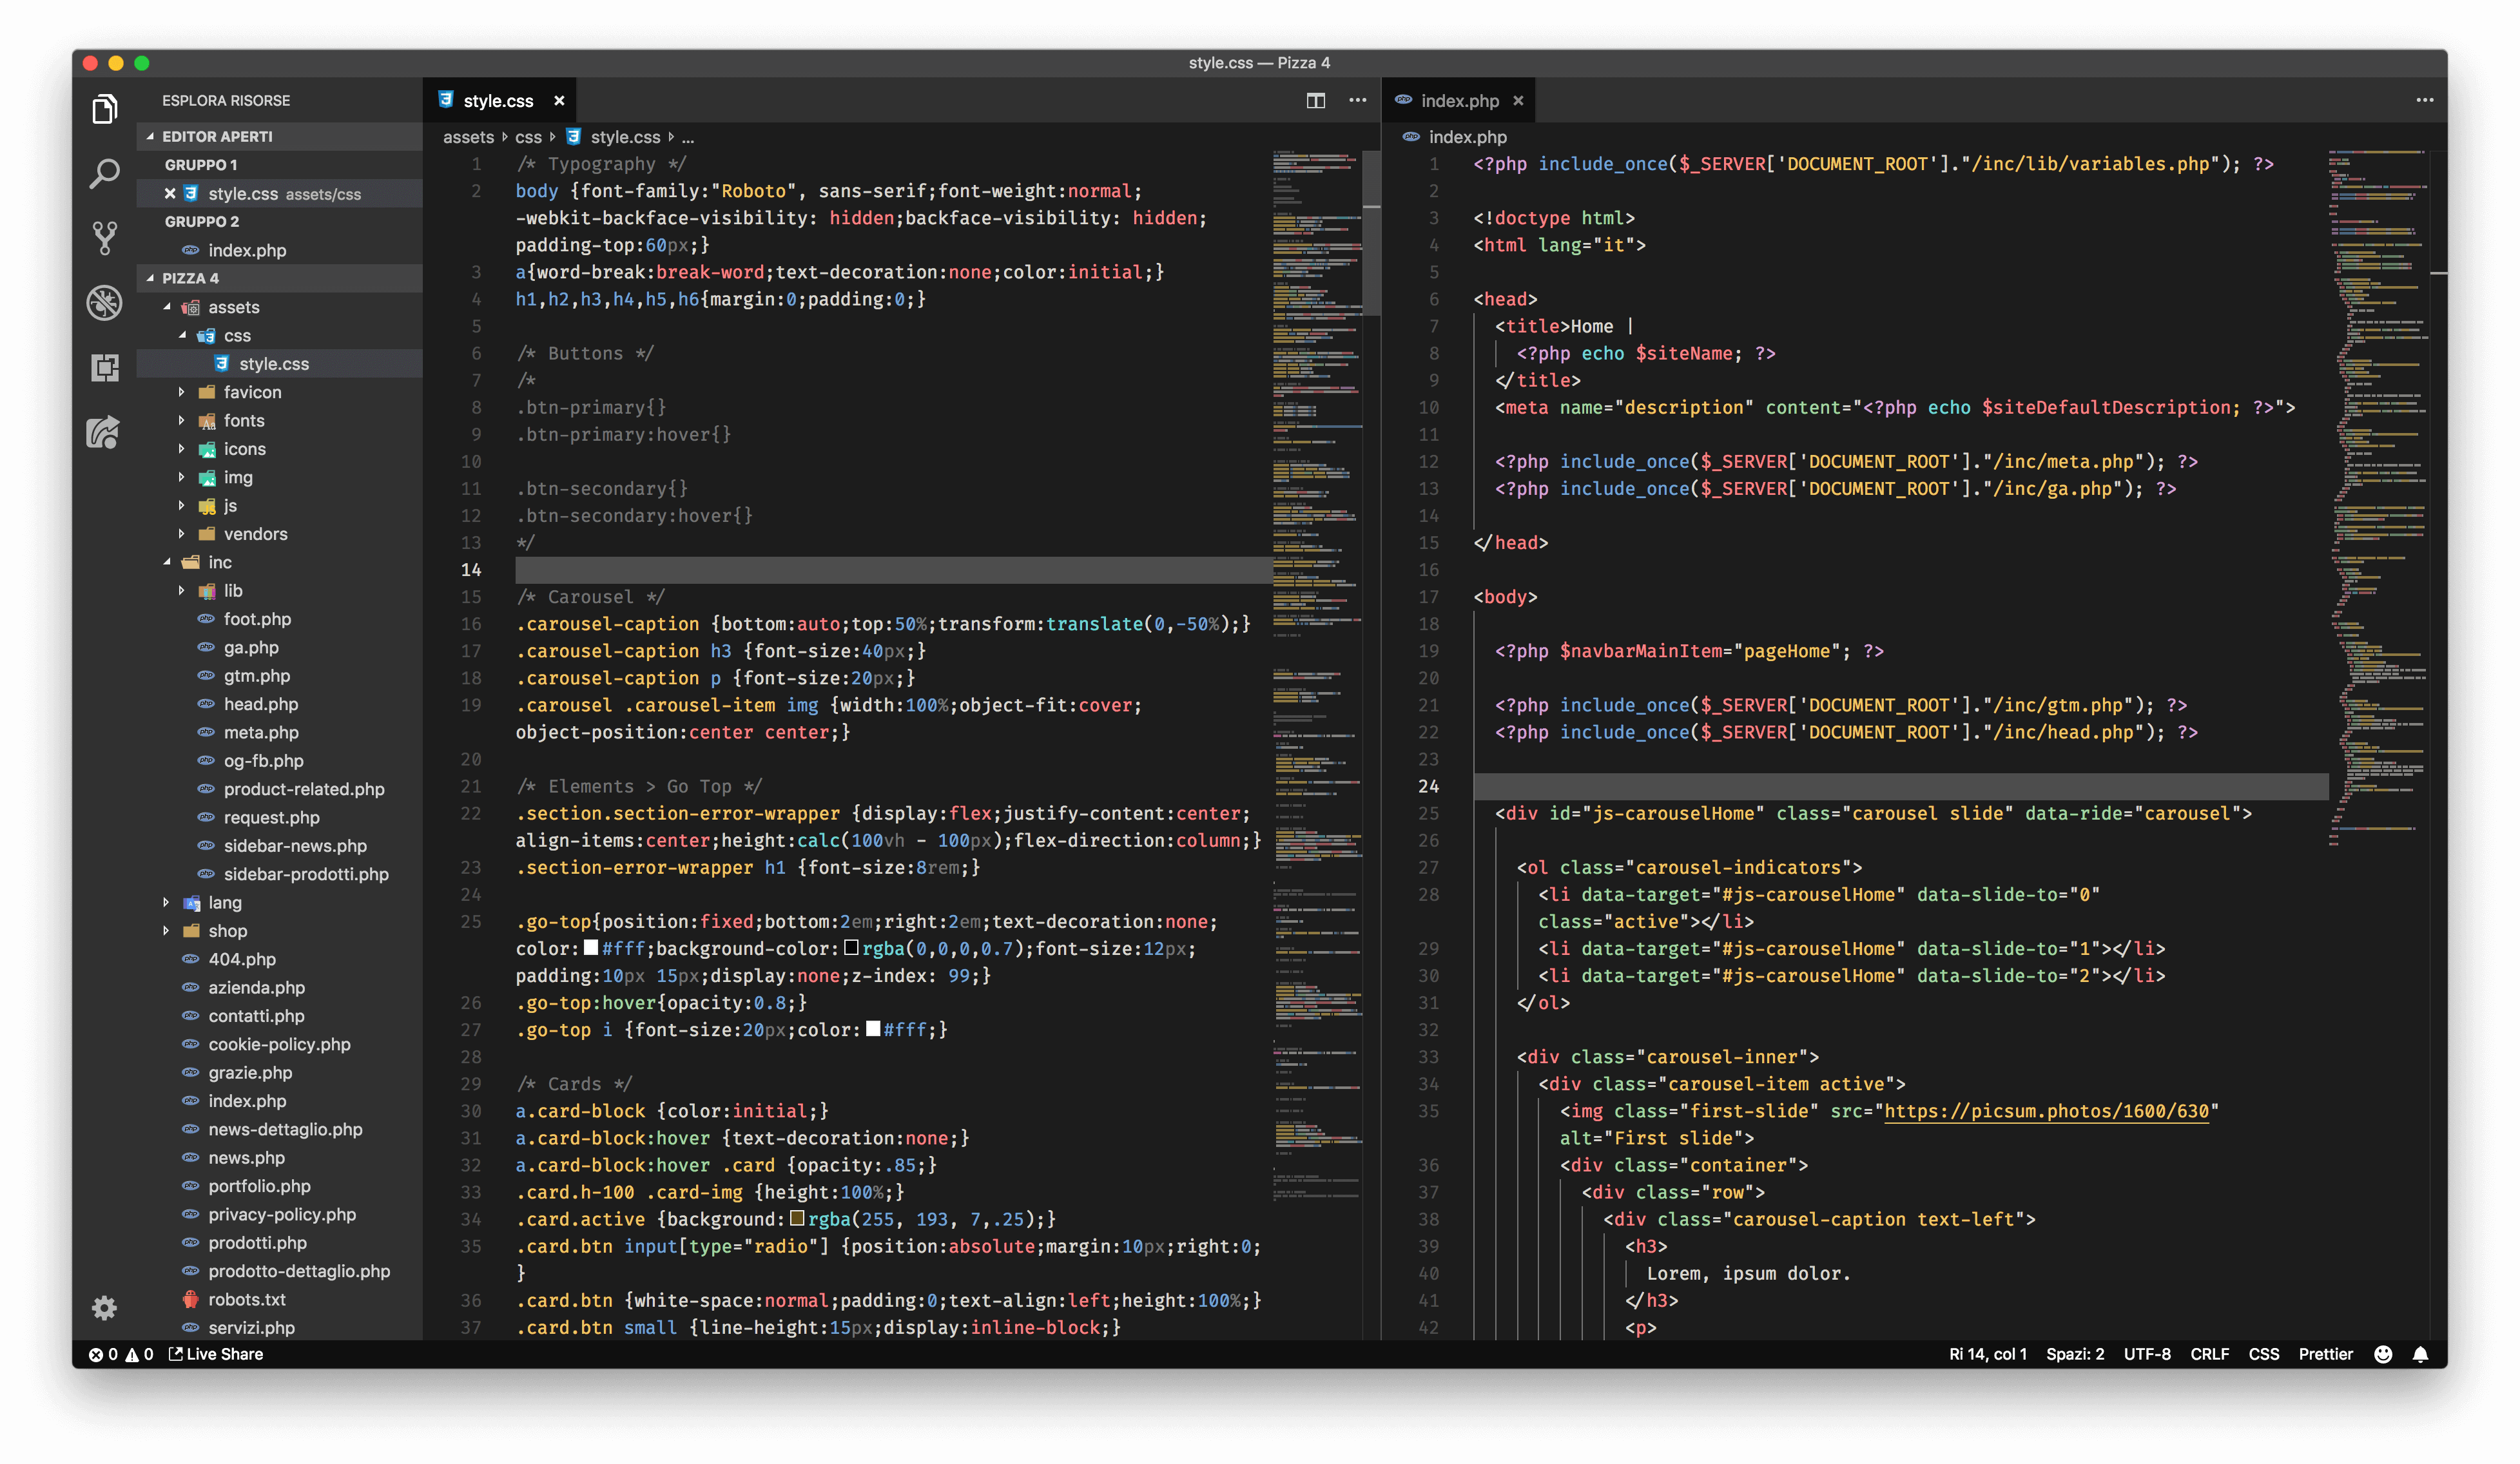 style.css — Pizza 4
ESPLORA RISORSE
EDITOR APERTI
GRUPPO 1
style.css assets/css
GRUPPO 2
index.php
PIZZA 4
assets
css
style.css
favicon
fonts
icons
img
js
vendors
inc
lib
foot.php
ga.php
gtm.php
head.php
meta.php
og-fb.php
product-related.php
request.php
sidebar-news.php
sidebar-prodotti.php
lang
shop
404.php
azienda.php
contatti.php
cookie-policy.php
grazie.php
index.php
news-dettaglio.php
news.php
portfolio.php
privacy-policy.php
prodotti.php
prodotto-dettaglio.php
robots.txt
servizi.php
style.css
assets css style.css ...
1 /* Typography */
2 body {font-family:"Roboto", sans-serif;font-weight:normal;
-webkit-backface-visibility: hidden;backface-visibility: hidden;
padding-top:60px;}
3 a{word-break:break-word;text-decoration:none;color:initial;}
4 h1,h2,h3,h4,h5,h6{margin:0;padding:0;}
5
6 /* Buttons */
7 /*
8 .btn-primary{}
9 .btn-primary:hover{}
10
11 .btn-secondary{}
12 .btn-secondary:hover{}
13 */
14
15 /* Carousel */
16 .carousel-caption {bottom:auto;top:50%;transform:translate(0,-50%);}
17 .carousel-caption h3 {font-size:40px;}
18 .carousel-caption p {font-size:20px;}
19 .carousel .carousel-item img {width:100%;object-fit:cover;
object-position:center center;}
20
21 /* Elements > Go Top */
22 .section.section-error-wrapper {display:flex;justify-content:center;
align-items:center;height:calc(100vh - 100px);flex-direction:column;}
23 .section-error-wrapper h1 {font-size:8rem;}
24
25 .go-top{position:fixed;bottom:2em;right:2em;text-decoration:none;
color:#fff;background-color:rgba(0,0,0,0.7);font-size:12px;
padding:10px 15px;display:none;z-index: 99;}
26 .go-top:hover{opacity:0.8;}
27 .go-top i {font-size:20px;color:#fff;}
28
29 /* Cards */
30 a.card-block {color:initial;}
31 a.card-block:hover {text-decoration:none;}
32 a.card-block:hover .card {opacity:.85;}
33 .card.h-100 .card-img {height:100%;}
34 .card.active {background:rgba(255, 193, 7,.25);}
35 .card.btn input[type="radio"] {position:absolute;margin:10px;right:0;
}
36 .card.btn {white-space:normal;padding:0;text-align:left;height:100%;}
37 .card.btn small {line-height:15px;display:inline-block;}
index.php
index.php
1 <?php include_once($_SERVER['DOCUMENT_ROOT']."/inc/lib/variables.php"); ?>
2
3 <!doctype html>
4 <html lang="it">
5
6 <head>
7 <title>Home |
8 <?php echo $siteName; ?>
9 </title>
10 <meta name="description" content="<?php echo $siteDefaultDescription; ?>">
11
12 <?php include_once($_SERVER['DOCUMENT_ROOT']."/inc/meta.php"); ?>
13 <?php include_once($_SERVER['DOCUMENT_ROOT']."/inc/ga.php"); ?>
14
15 </head>
16
17 <body>
18
19 <?php $navbarMainItem="pageHome"; ?>
20
21 <?php include_once($_SERVER['DOCUMENT_ROOT']."/inc/gtm.php"); ?>
22 <?php include_once($_SERVER['DOCUMENT_ROOT']."/inc/head.php"); ?>
23
24
25 <div id="js-carouselHome" class="carousel slide" data-ride="carousel">
26
27 <ol class="carousel-indicators">
28 <li data-target="#js-carouselHome" data-slide-to="0"
class="active"></li>
29 <li data-target="#js-carouselHome" data-slide-to="1"></li>
30 <li data-target="#js-carouselHome" data-slide-to="2"></li>
31 </ol>
32
33 <div class="carousel-inner">
34 <div class="carousel-item active">
35 <img class="first-slide" src="https://picsum.photos/1600/630"
alt="First slide">
36 <div class="container">
37 <div class="row">
38 <div class="carousel-caption text-left">
39 <h3>
40 Lorem, ipsum dolor.
41 </h3>
42 <p>
0 0 Live Share
Ri 14, col 1 Spazi: 2 UTF-8 CRLF CSS Prettier